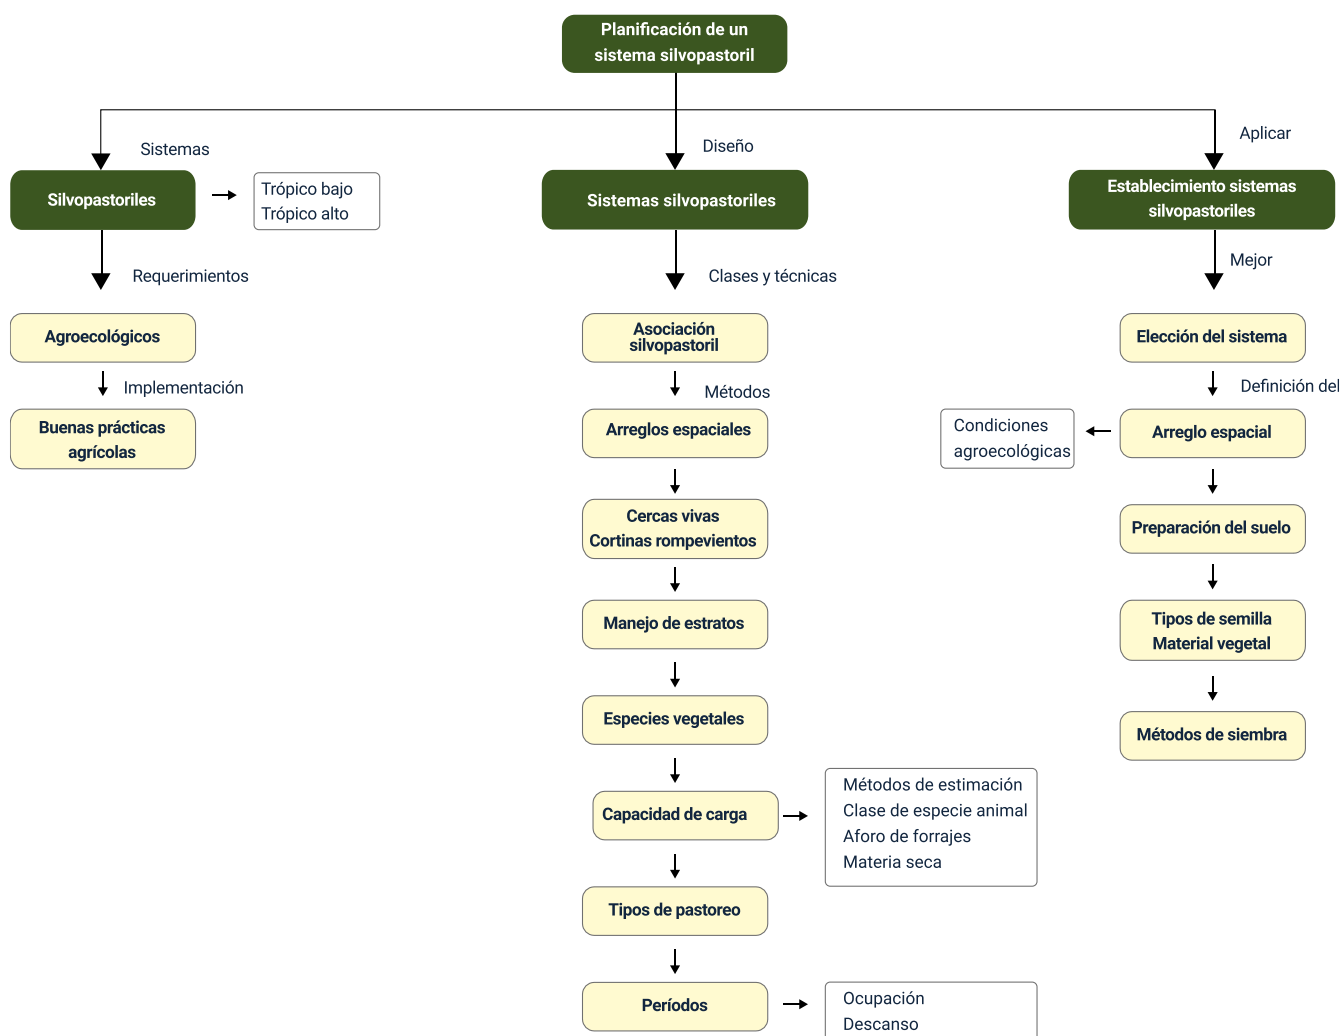 Planificación de un
sistema silvopastoril
Sistemas
Silvopastoriles
Trópico bajo
Trópico alto
Requerimientos
Agroecológicos
Implementación
Buenas prácticas
agrícolas
Diseño
Sistemas silvopastoriles
Clases y técnicas
Asociación
silvopastoril
Métodos
Arreglos espaciales
Cercas vivas
Cortinas rompevientos
Manejo de estratos
Especies vegetales
Capacidad de carga
Métodos de estimación
Clase de especie animal
Aforo de forrajes
Materia seca
Tipos de pastoreo
Períodos
Ocupación
Descanso
Aplicar
Establecimiento sistemas
silvopastoriles
Mejor
Elección del sistema
Definición del
Arreglo espacial
Condiciones
agroecológicas
Preparación del suelo
Tipos de semilla
Material vegetal
Métodos de siembra